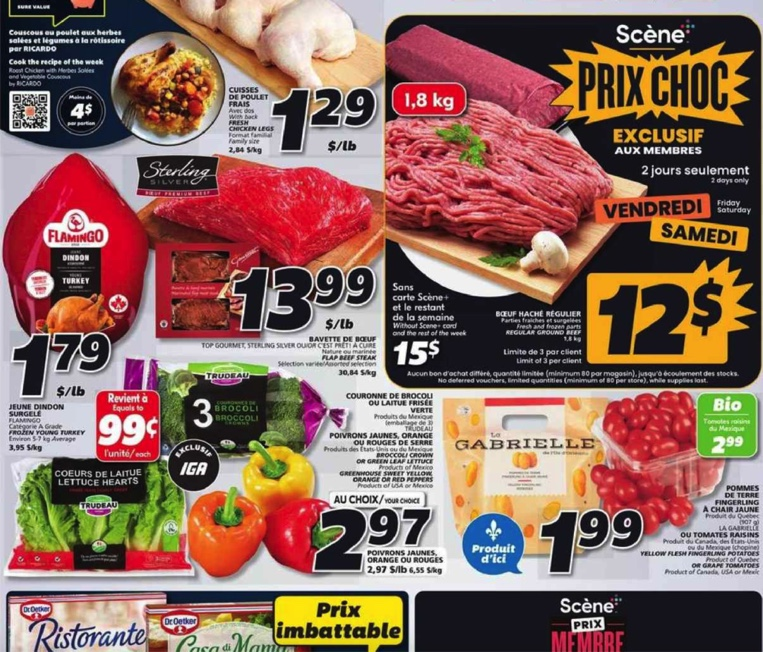 SURE VALUE
Couscous au poulet aux herbes
salées et légumes à la rôtissoire
par RICARDO
Cook the recipe of the week
Roast Chicken with Herbes Salées
and Vegetable Couscous
by RICARDO
Moins de
4$
par portion
CUISSES
DE POULET
FRAIS
Avec dos
With back
FRESH
CHICKEN LEGS
Format familial
Family size
2,84 $/kg
1 29
$/lb
Scène+
PRIX CHOC
EXCLUSIF
AUX MEMBRES
2 jours seulement
2 days only
VENDREDI
Friday
Saturday
SAMEDI
1,8 kg
12$
Sans
carte Scène+
et le restant
de la semaine
Without Scene+ card
and the rest of the week
15$
BŒUF HACHÉ RÉGULIER
Parties fraîches et surgelées
Fresh and frozen parts
REGULAR GROUND BEEF
1,8 kg
Limite de 3 par client
Limit of 3 per client
Aucun bon d'achat différé, quantité limitée (minimum 80 par magasin), jusqu'à écoulement des stocks.
No deferred vouchers, limited quantities (minimum of 80 per store), while supplies last.
Sterling
SILVER
BŒUF PREMIUM BEEF
13 99
$/lb
BAVETTE DE BŒUF
TOP GOURMET, STERLING SILVER OU/OR C'EST PRÊT! À CUIRE
Nature ou marinée
FLAP BEEF STEAK
Sélection variée/Assorted selection
30,84 $/kg
FLAMINGO
JEUNE
DINDON
YOUNG
TURKEY
1 79
$/lb
JEUNE DINDON
SURGELÉ
FLAMINGO
Catégorie A Grade
FROZEN YOUNG TURKEY
Environ 5-7 kg Average
3,95 $/kg
Revient à
Equals to
99¢
l'unité/each
TRUDEAU
3
COURONNES DE
BROCOLI
BROCCOLI
CROWNS
EXCLUSIF
IGA
COEURS DE LAITUE
LETTUCE HEARTS
TRUDEAU
COURONNE DE BROCOLI
OU LAITUE FRISÉE
VERTE
Produits du Mexique
(emballage de 3)
TRUDEAU
POIVRONS JAUNES, ORANGE
OU ROUGES DE SERRE
Produits des États-Unis ou du Mexique
BROCCOLI CROWN
OR GREEN LEAF LETTUCE
Products of Mexico
GREENHOUSE SWEET YELLOW,
ORANGE OR RED PEPPERS
Products of USA or Mexico
AU CHOIX/YOUR CHOICE
2 97
POIVRONS JAUNES,
ORANGE OU ROUGES
2,97 $/lb 6,55 $/kg
LA
GABRIELLE
de l'Île d'Orléans
Produit
d'ici
1 99
Bio
Tomates raisins
du Mexique
2 99
POMMES
DE TERRE
FINGERLING
À CHAIR JAUNE
Produit du Québec
(907 g)
LA GABRIELLE
OU TOMATES RAISINS
Produit du Canada, des États-Unis
ou du Mexique (chopine)
YELLOW FLESH FINGERLING POTATOES
Product of Quebec
OR GRAPE TOMATOES
Product of Canada, USA or Mexic
Dr.Oetker
Ristorante
Dr.Oetker
Casa di Mama
Prix
imbattable
Scène+
PRIX
MEMBRE